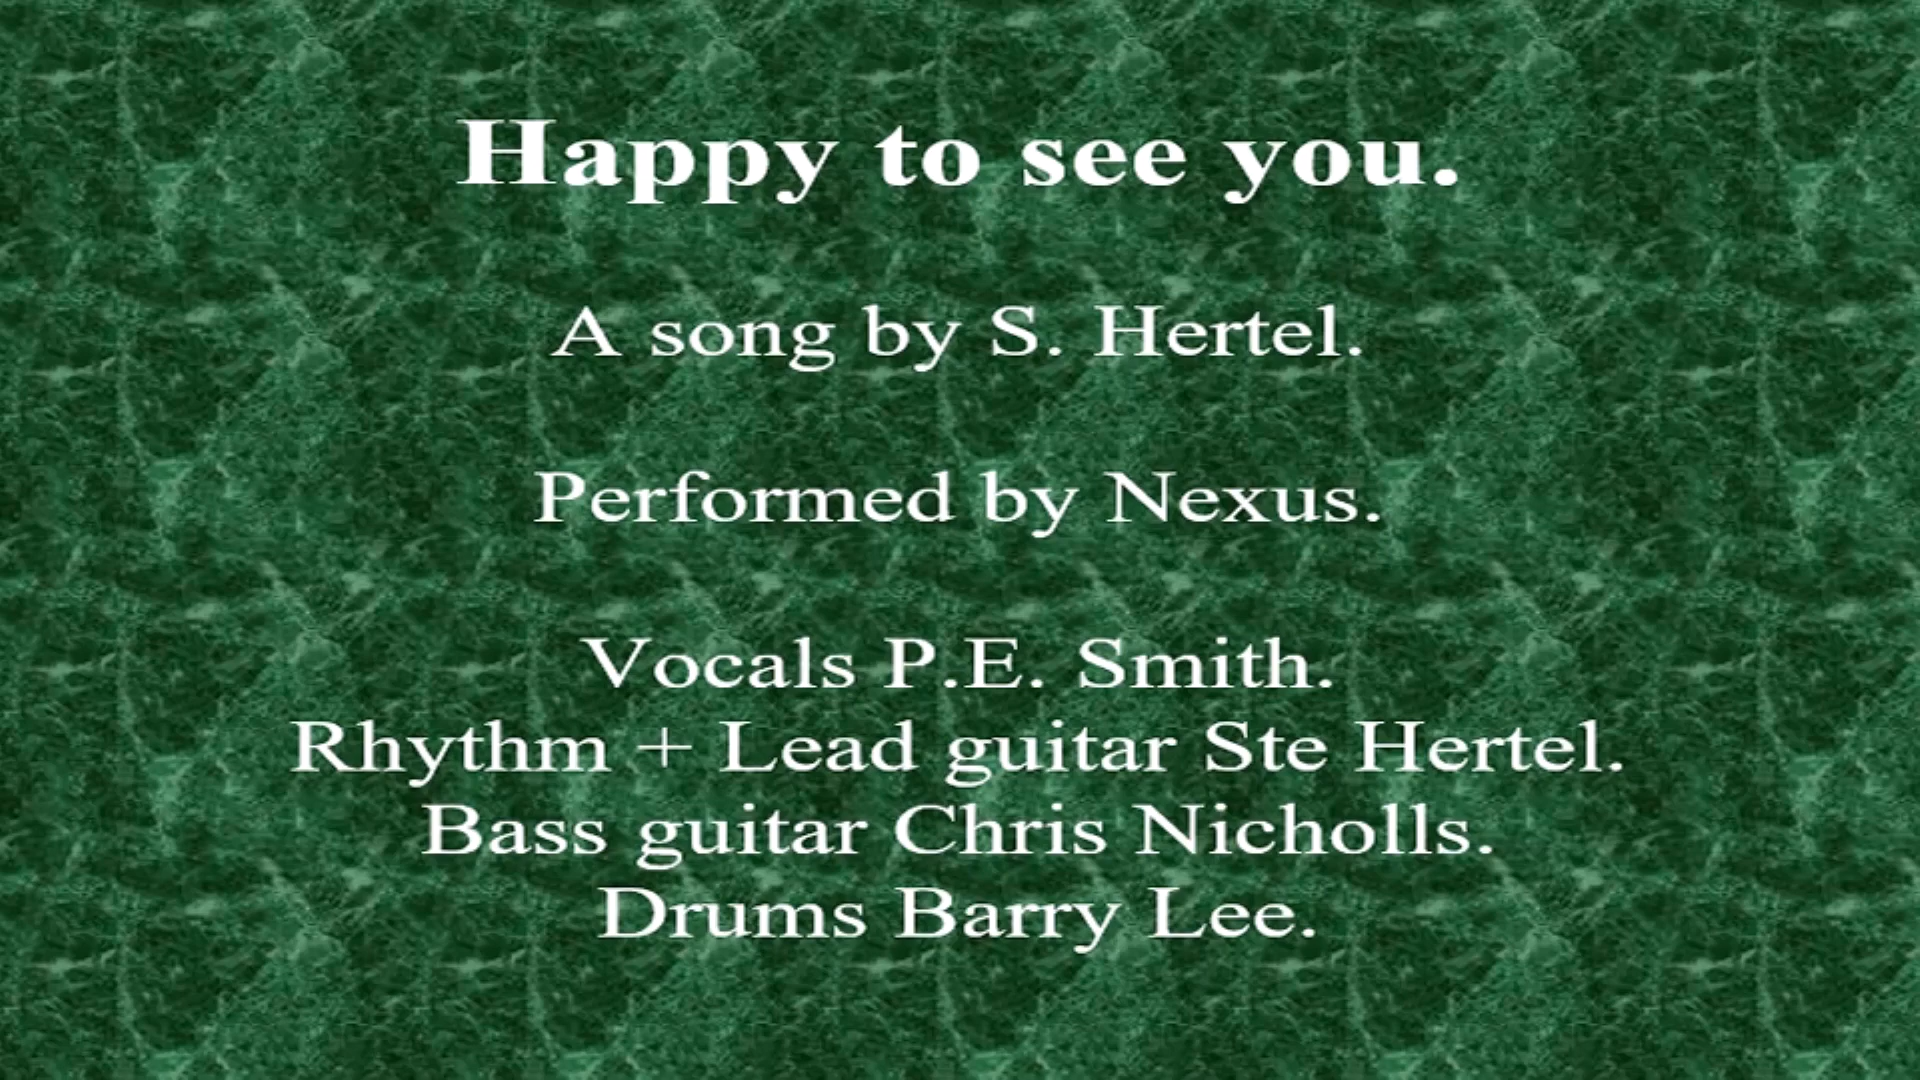 Happy to see you.
A song by S. Hertel.
Performed by Nexus.
Vocals P.E. Smith.
Rhythm + Lead guitar Ste Hertel.
Bass guitar Chris Nicholls.
Drums Barry Lee.